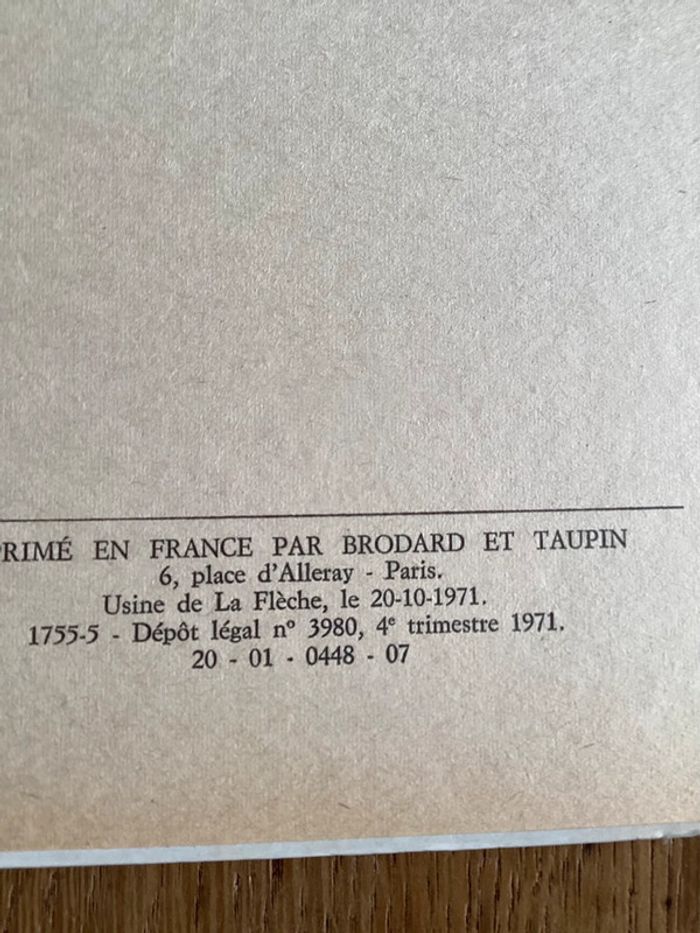 RIMÉ EN FRANCE PAR BRODARD ET TAUPIN
6, place d'Alleray - Paris.
Usine de La Flèche, le 20-10-1971.
1755-5 - Dépôt légal nº 3980, 4ᵉ trimestre 1971.
20 - 01 - 0448 - 07